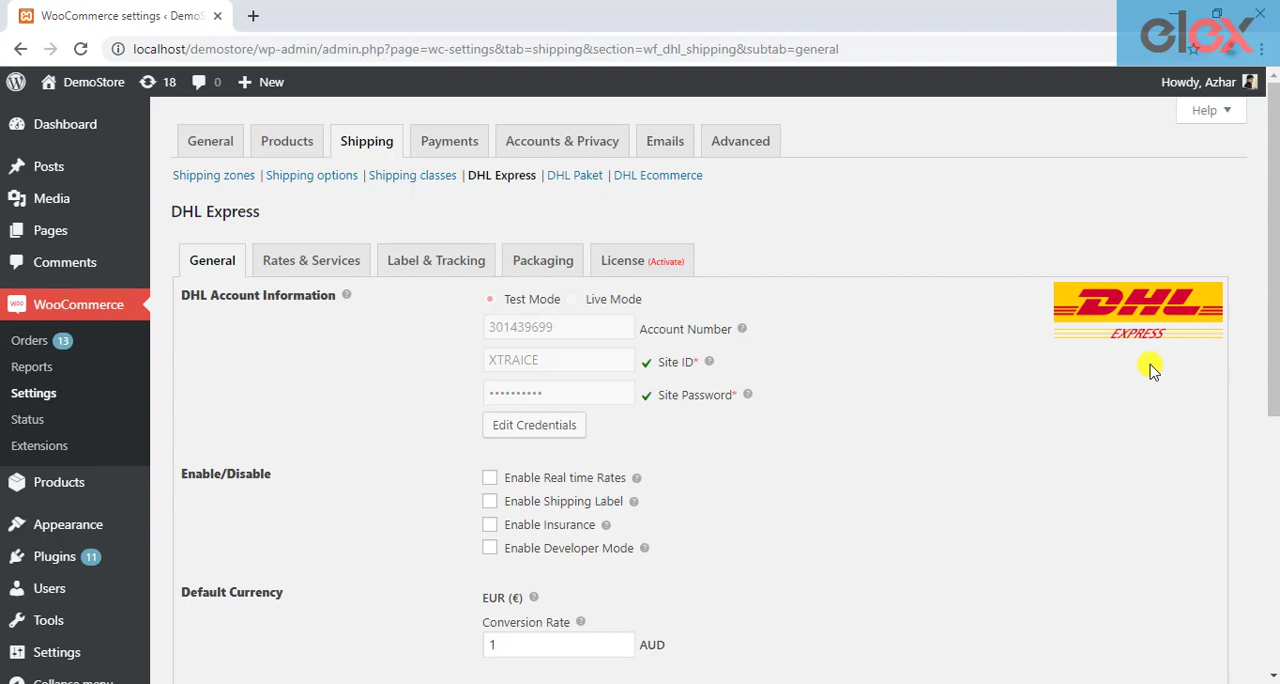 WooCommerce settings ‹ DemoS
elex
localhost/demostore/wp-admin/admin.php?page=wc-settings&tab=shipping&section=wf_dhl_shipping&subtab=general
DemoStore 18 0 + New Howdy, Azhar
Help
Dashboard
Posts
Media
Pages
Comments
WooCommerce
Orders 13
Reports
Settings
Status
Extensions
Products
Appearance
Plugins 11
Users
Tools
Settings
Collapse menu
General Products Shipping Payments Accounts & Privacy Emails Advanced
Shipping zones | Shipping options | Shipping classes | DHL Express | DHL Paket | DHL Ecommerce
DHL Express
General Rates & Services Label & Tracking Packaging License (Activate)
DHL Account Information ? Test Mode Live Mode
DHL
EXPRESS
301439699 Account Number ?
XTRAICE Site ID* ?
•••••••••• Site Password* ?
Edit Credentials
Enable/Disable
Enable Real time Rates ?
Enable Shipping Label ?
Enable Insurance ?
Enable Developer Mode ?
Default Currency
EUR (€) ?
Conversion Rate ?
1 AUD